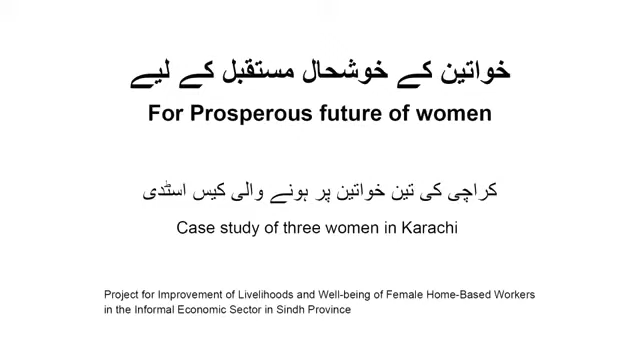 خواتین کے خوشحال مستقبل کے لیے
For Prosperous future of women
کراچی کی تین خواتین پر ہونے والی کیس اسٹدی
Case study of three women in Karachi
Project for Improvement of Livelihoods and Well-being of Female Home-Based Workers
in the Informal Economic Sector in Sindh Province